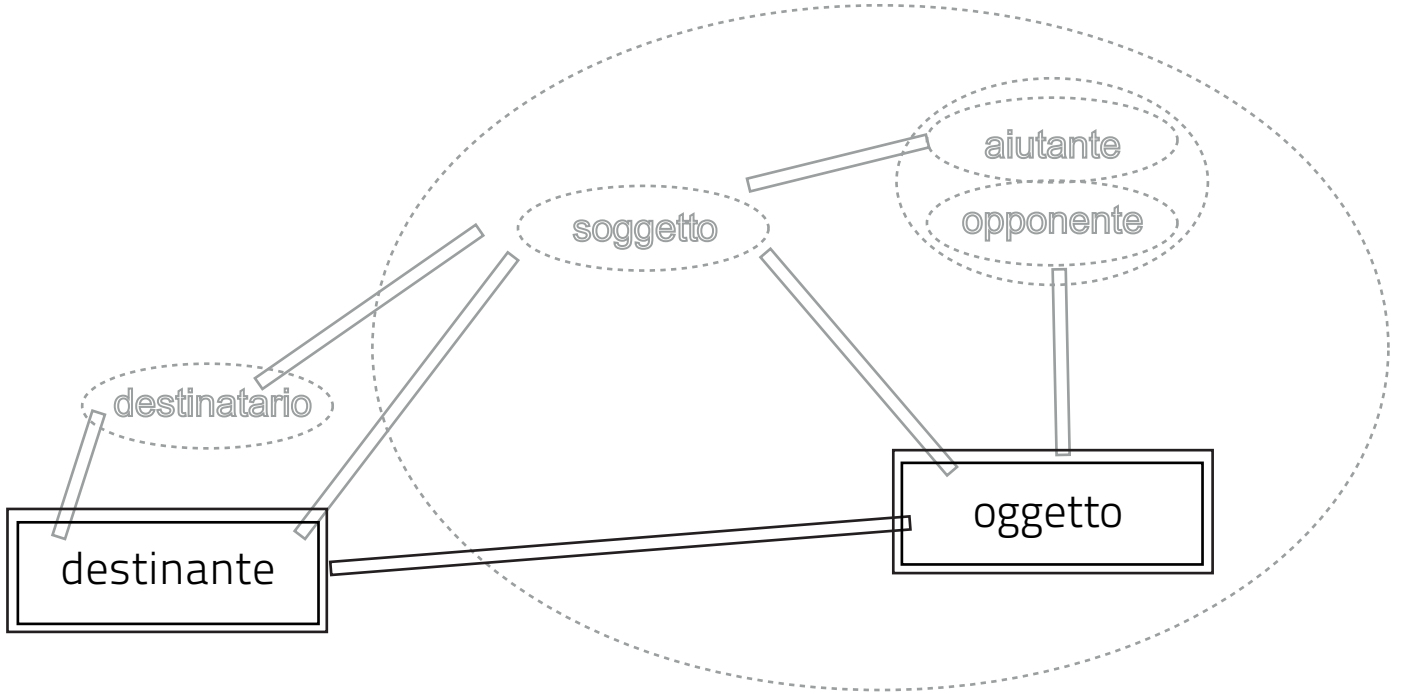 aiutante
opponente
soggetto
destinatario
oggetto
destinante